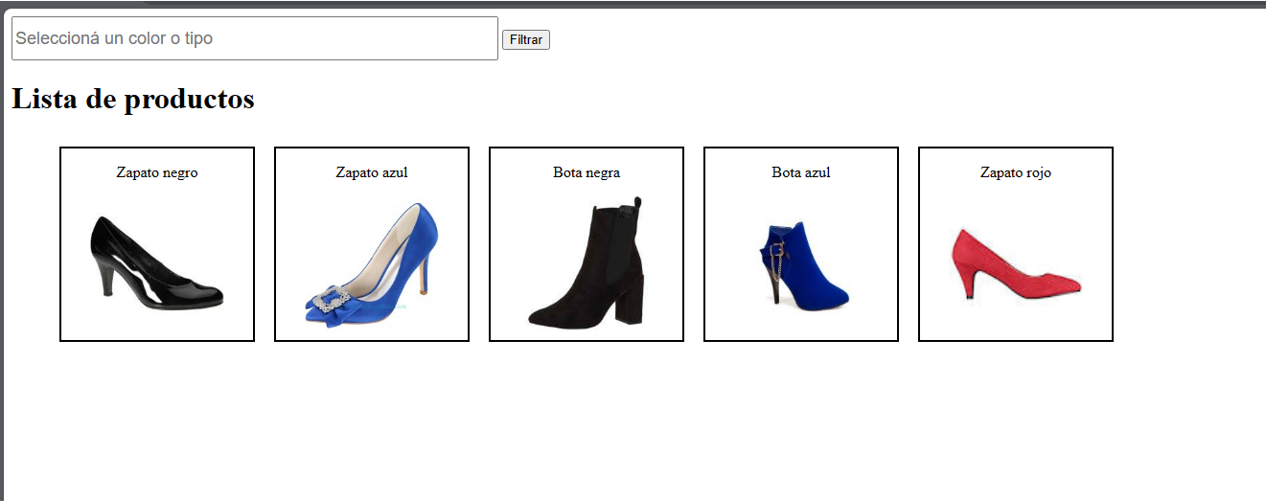 Seleccioná un color o tipo
Filtrar
Lista de productos
Zapato negro
Zapato azul
Bota negra
Bota azul
Zapato rojo